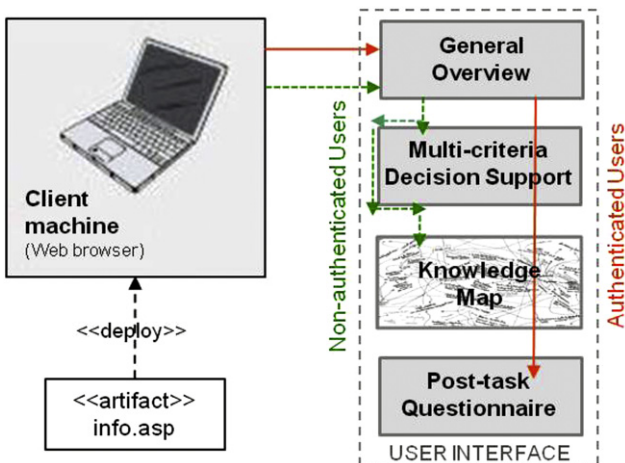 Client
machine
(Web browser)
<<deploy>>
<<artifact>>
info.asp
Non-authenticated Users
General
Overview
Multi-criteria
Decision Support
Knowledge
Map
Post-task
Questionnaire
USER INTERFACE
Authenticated Users